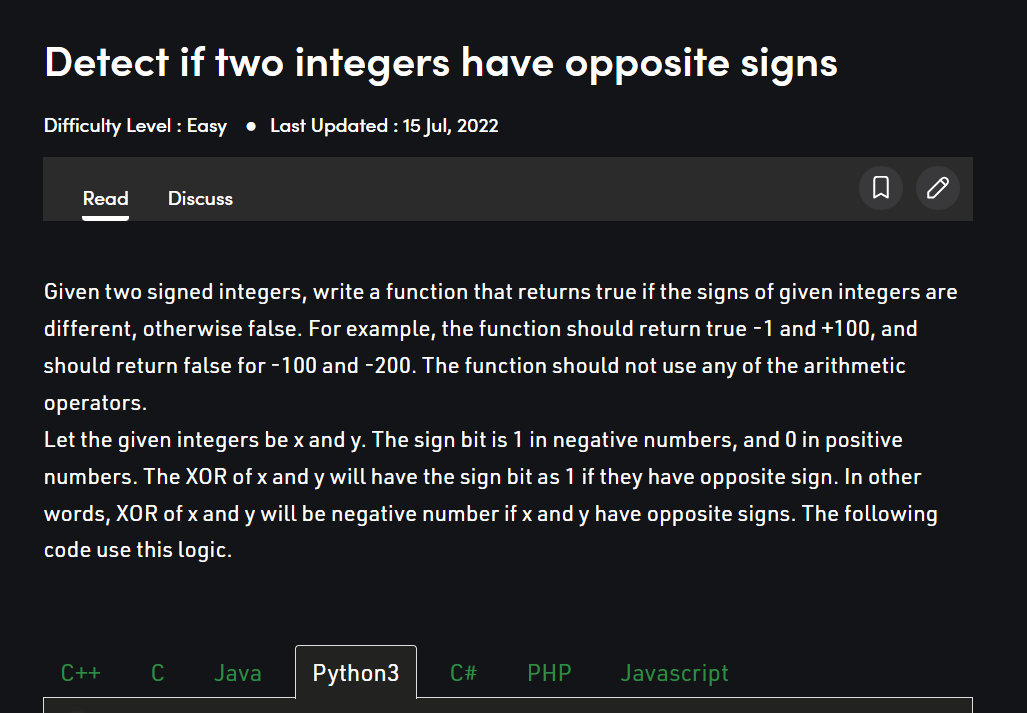 Detect if two integers have opposite signs
Difficulty Level : Easy ● Last Updated : 15 Jul, 2022
Read Discuss
Given two signed integers, write a function that returns true if the signs of given integers are
different, otherwise false. For example, the function should return true -1 and +100, and
should return false for -100 and -200. The function should not use any of the arithmetic
operators.
Let the given integers be x and y. The sign bit is 1 in negative numbers, and 0 in positive
numbers. The XOR of x and y will have the sign bit as 1 if they have opposite sign. In other
words, XOR of x and y will be negative number if x and y have opposite signs. The following
code use this logic.
C++ C Java Python3 C# PHP Javascript